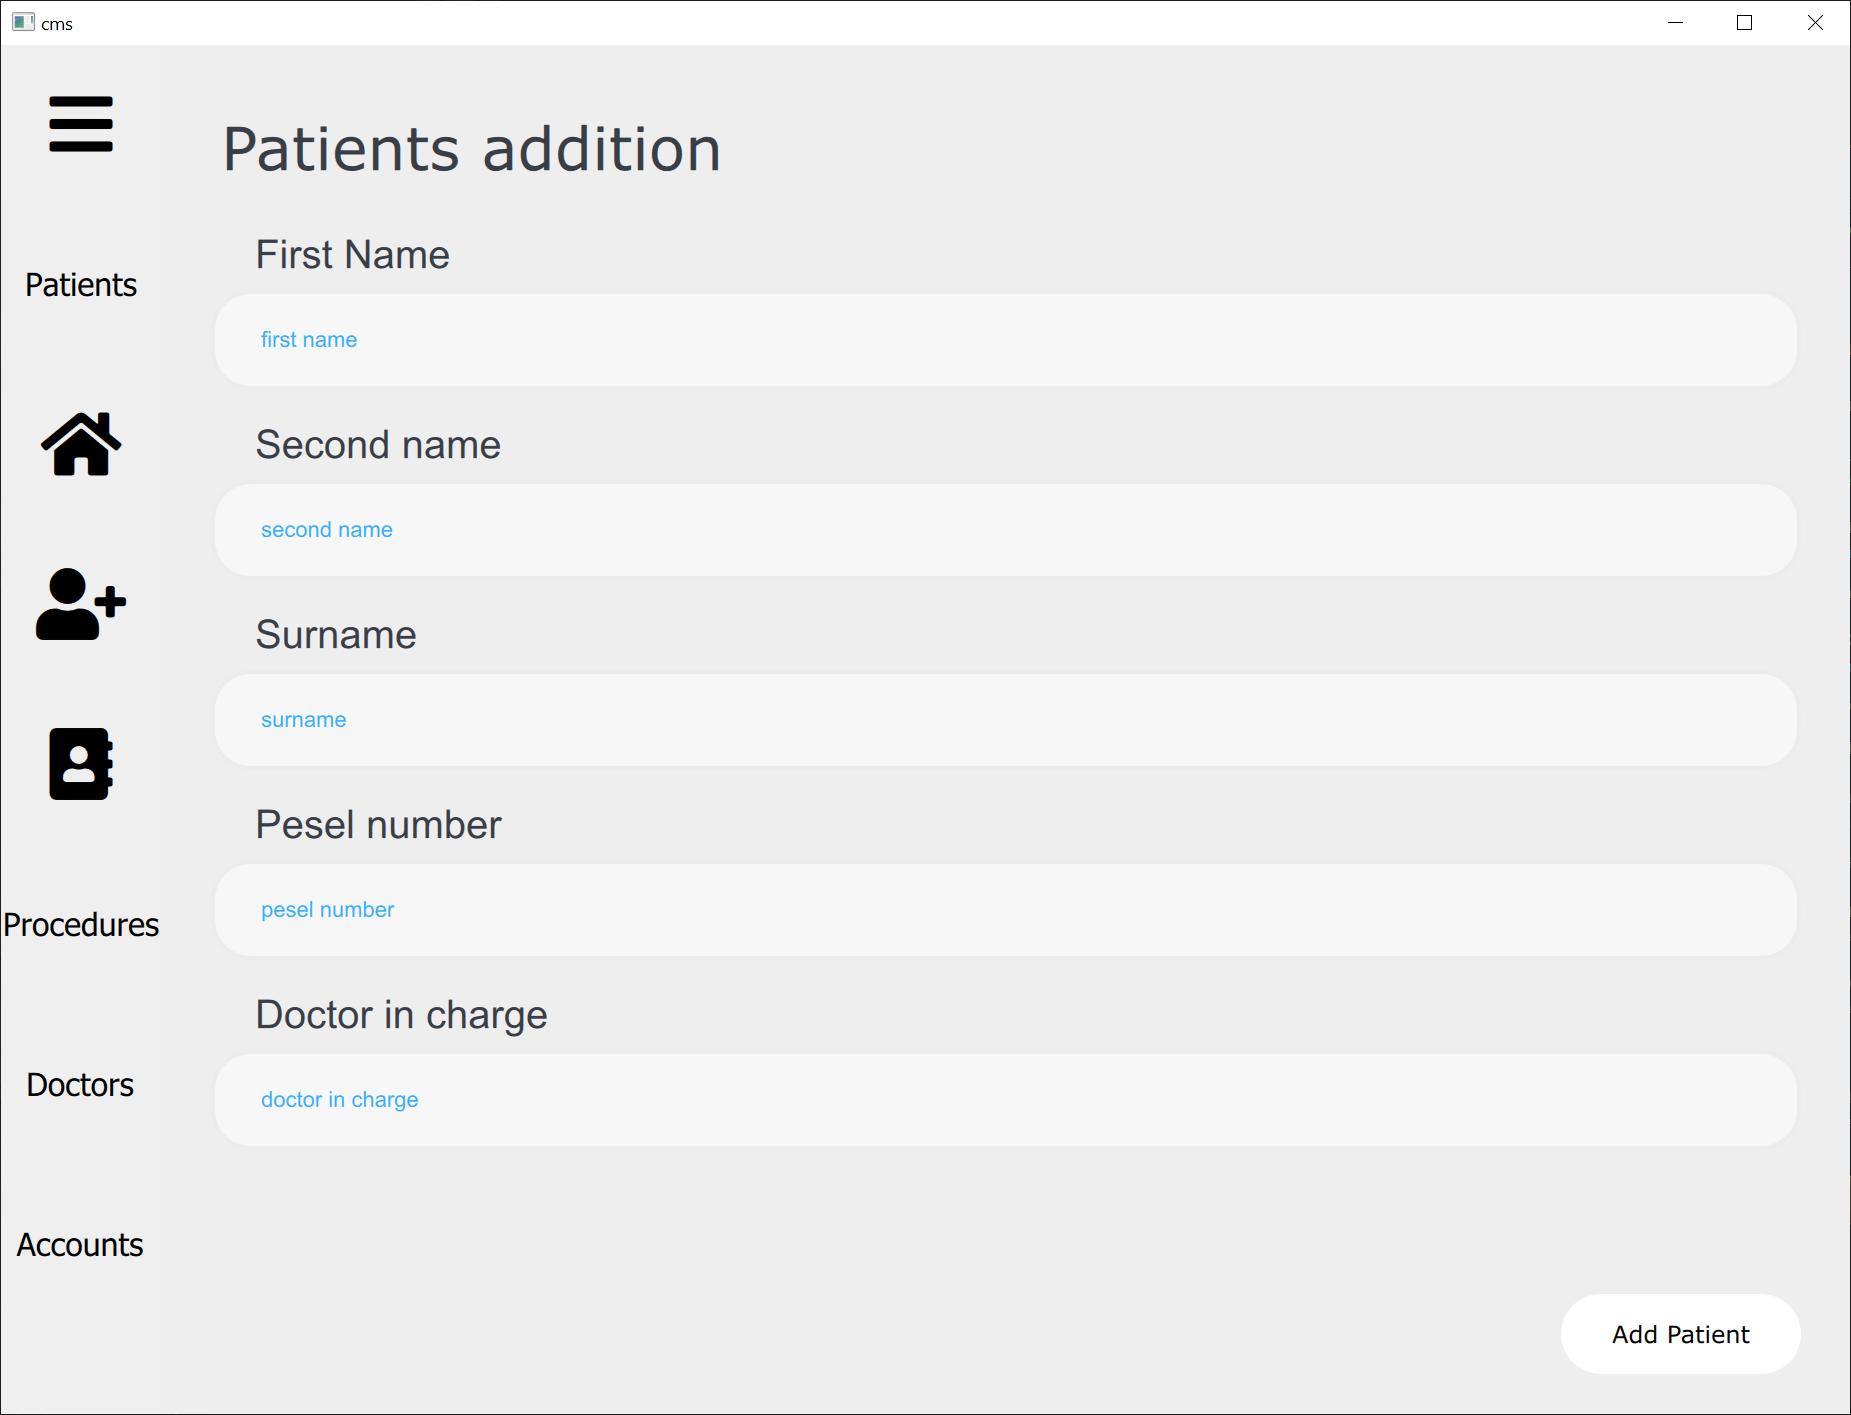 cms
Patients addition
First Name
Patients
first name
Second name
second name
Surname
surname
Pesel number
pesel number
Procedures
Doctor in charge
Doctors
doctor in charge
Accounts
Add Patient